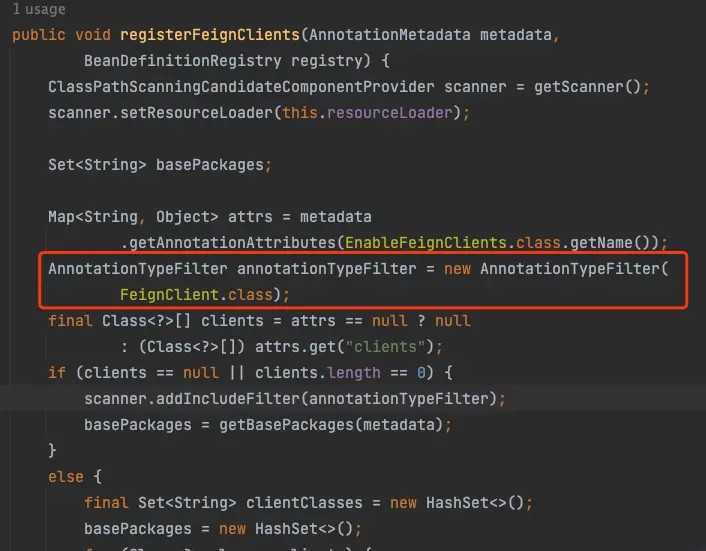 1 usage
public void registerFeignClients(AnnotationMetadata metadata,
BeanDefinitionRegistry registry) {
ClassPathScanningCandidateComponentProvider scanner = getScanner();
scanner.setResourceLoader(this.resourceLoader);
Set<String> basePackages;
Map<String, Object> attrs = metadata
.getAnnotationAttributes(EnableFeignClients.class.getName());
AnnotationTypeFilter annotationTypeFilter = new AnnotationTypeFilter(
FeignClient.class);
final Class<?>[] clients = attrs == null ? null
: (Class<?>[]) attrs.get("clients");
if (clients == null || clients.length == 0) {
scanner.addIncludeFilter(annotationTypeFilter);
basePackages = getBasePackages(metadata);
}
else {
final Set<String> clientClasses = new HashSet<>();
basePackages = new HashSet<>();